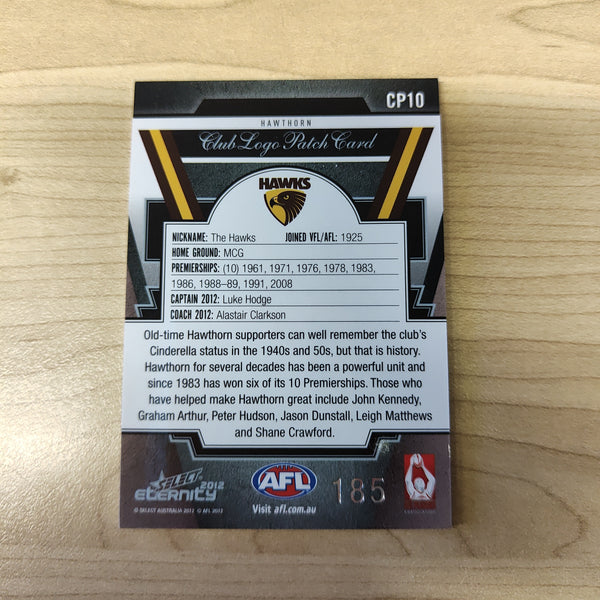 CP10
HAWTHORN
Club Logo Patch Card
HAWKS
NICKNAME: The Hawks JOINED VFL/AFL: 1925
HOME GROUND: MCG
PREMIERSHIPS: (10) 1961, 1971, 1976, 1978, 1983,
1986, 1988–89, 1991, 2008
CAPTAIN 2012: Luke Hodge
COACH 2012: Alastair Clarkson
Old-time Hawthorn supporters can well remember the club's
Cinderella status in the 1940s and 50s, but that is history.
Hawthorn for several decades has been a powerful unit and
since 1983 has won six of its 10 Premierships. Those who
have helped make Hawthorn great include John Kennedy,
Graham Arthur, Peter Hudson, Jason Dunstall, Leigh Matthews
and Shane Crawford.
SELECT 2012
ETERNITY
© SELECT AUSTRALIA 2012 © AFL 2012
AFL
Visit afl.com.au
185